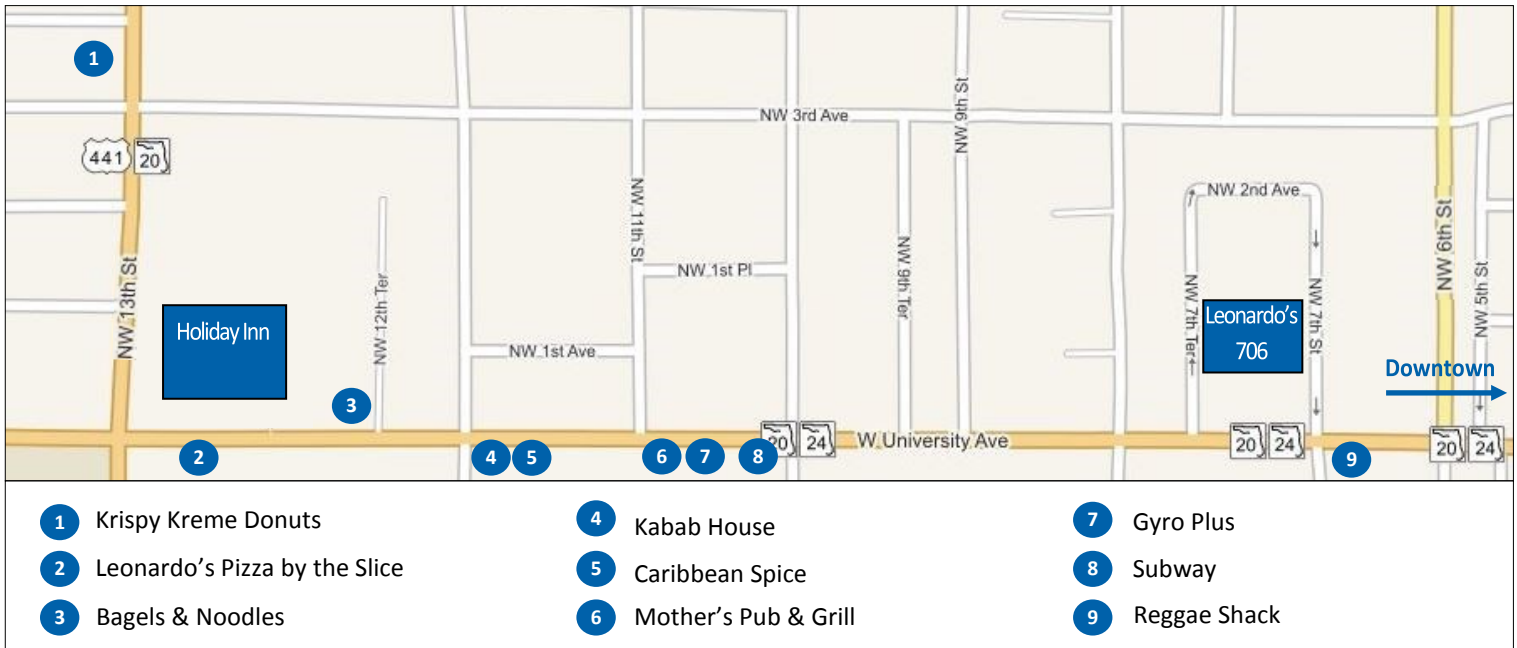 1
NW 3rd Ave
NW 9th St
441
20
NW 11th St
NW 2nd Ave
NW 6th St
NW 13th St
NW 12th Ter
NW 1st Pl
NW 9th Ter
NW 7th Ter
NW 7th St
NW 5th St
Holiday Inn
Leonardo's
706
NW 1st Ave
Downtown
3
W University Ave
20
24
20
24
20
24
2
4
5
6
7
8
9
1 Krispy Kreme Donuts
2 Leonardo’s Pizza by the Slice
3 Bagels & Noodles
4 Kabab House
5 Caribbean Spice
6 Mother’s Pub & Grill
7 Gyro Plus
8 Subway
9 Reggae Shack